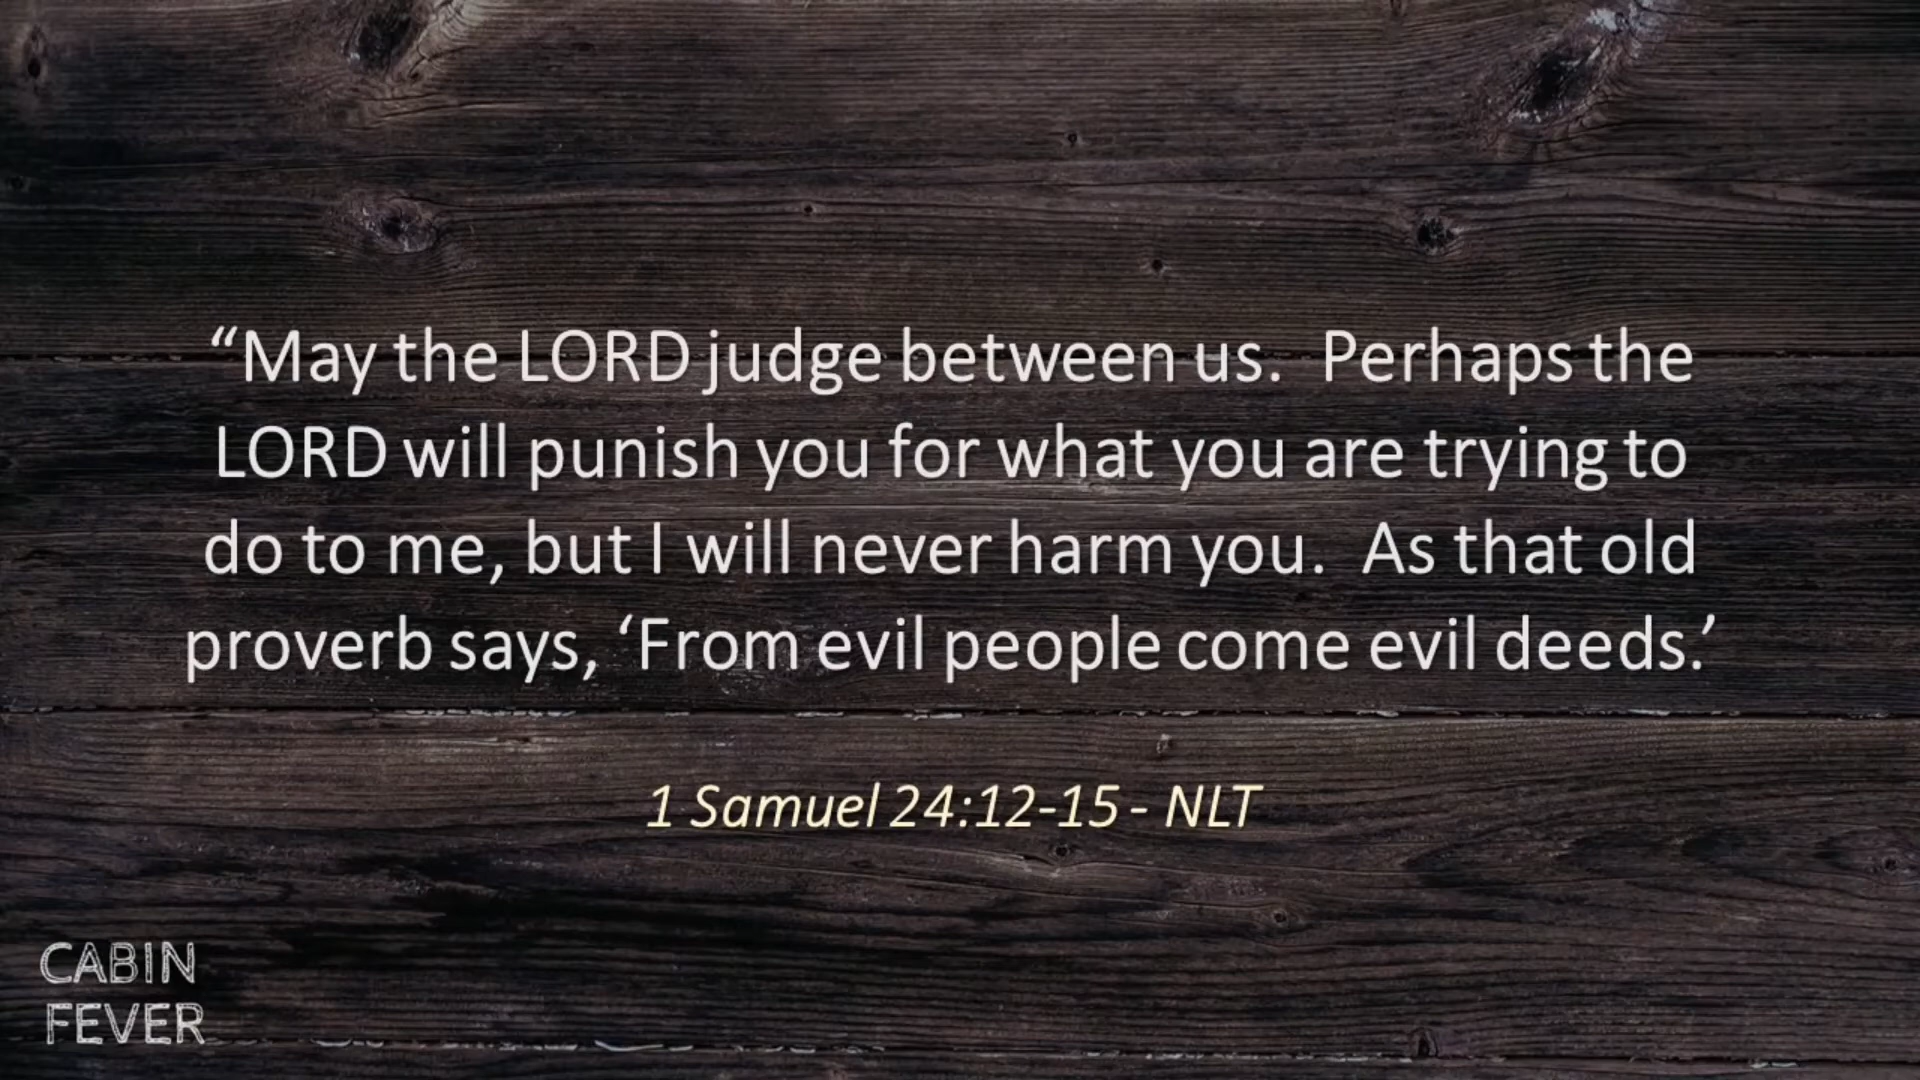 “May the LORD judge between us.  Perhaps the
LORD will punish you for what you are trying to
do to me, but I will never harm you.  As that old
proverb says, ‘From evil people come evil deeds.’
1 Samuel 24:12-15 - NLT
CABIN
FEVER